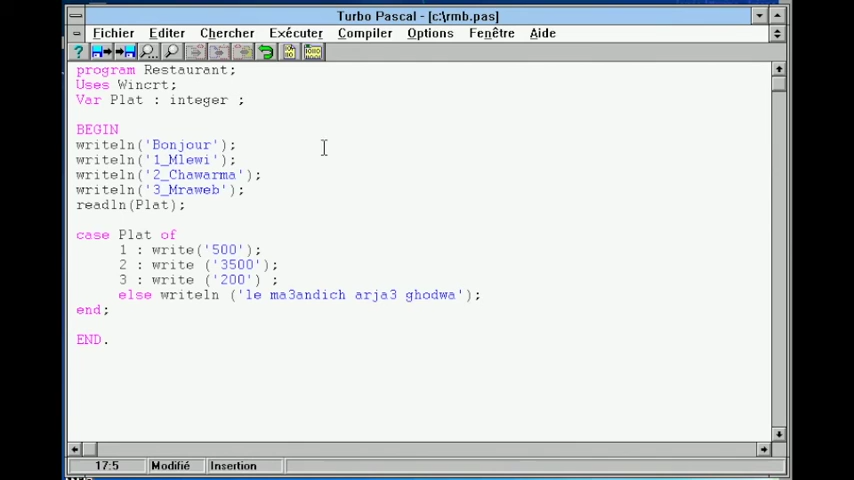 Turbo Pascal - [c:\rmb.pas]
Fichier Editer Chercher Exécuter Compiler Options Fenêtre Aide
program Restaurant;
Uses Wincrt;
Var Plat : integer ;
BEGIN
writeln('Bonjour');
writeln('1_Mlewi');
writeln('2_Chawarma');
writeln('3_Mraweb');
readln(Plat);
case Plat of
1 : write('500');
2 : write ('3500');
3 : write ('200') ;
else writeln ('le ma3andich arja3 ghodwa');
end;
END.
17:5 Modifié Insertion